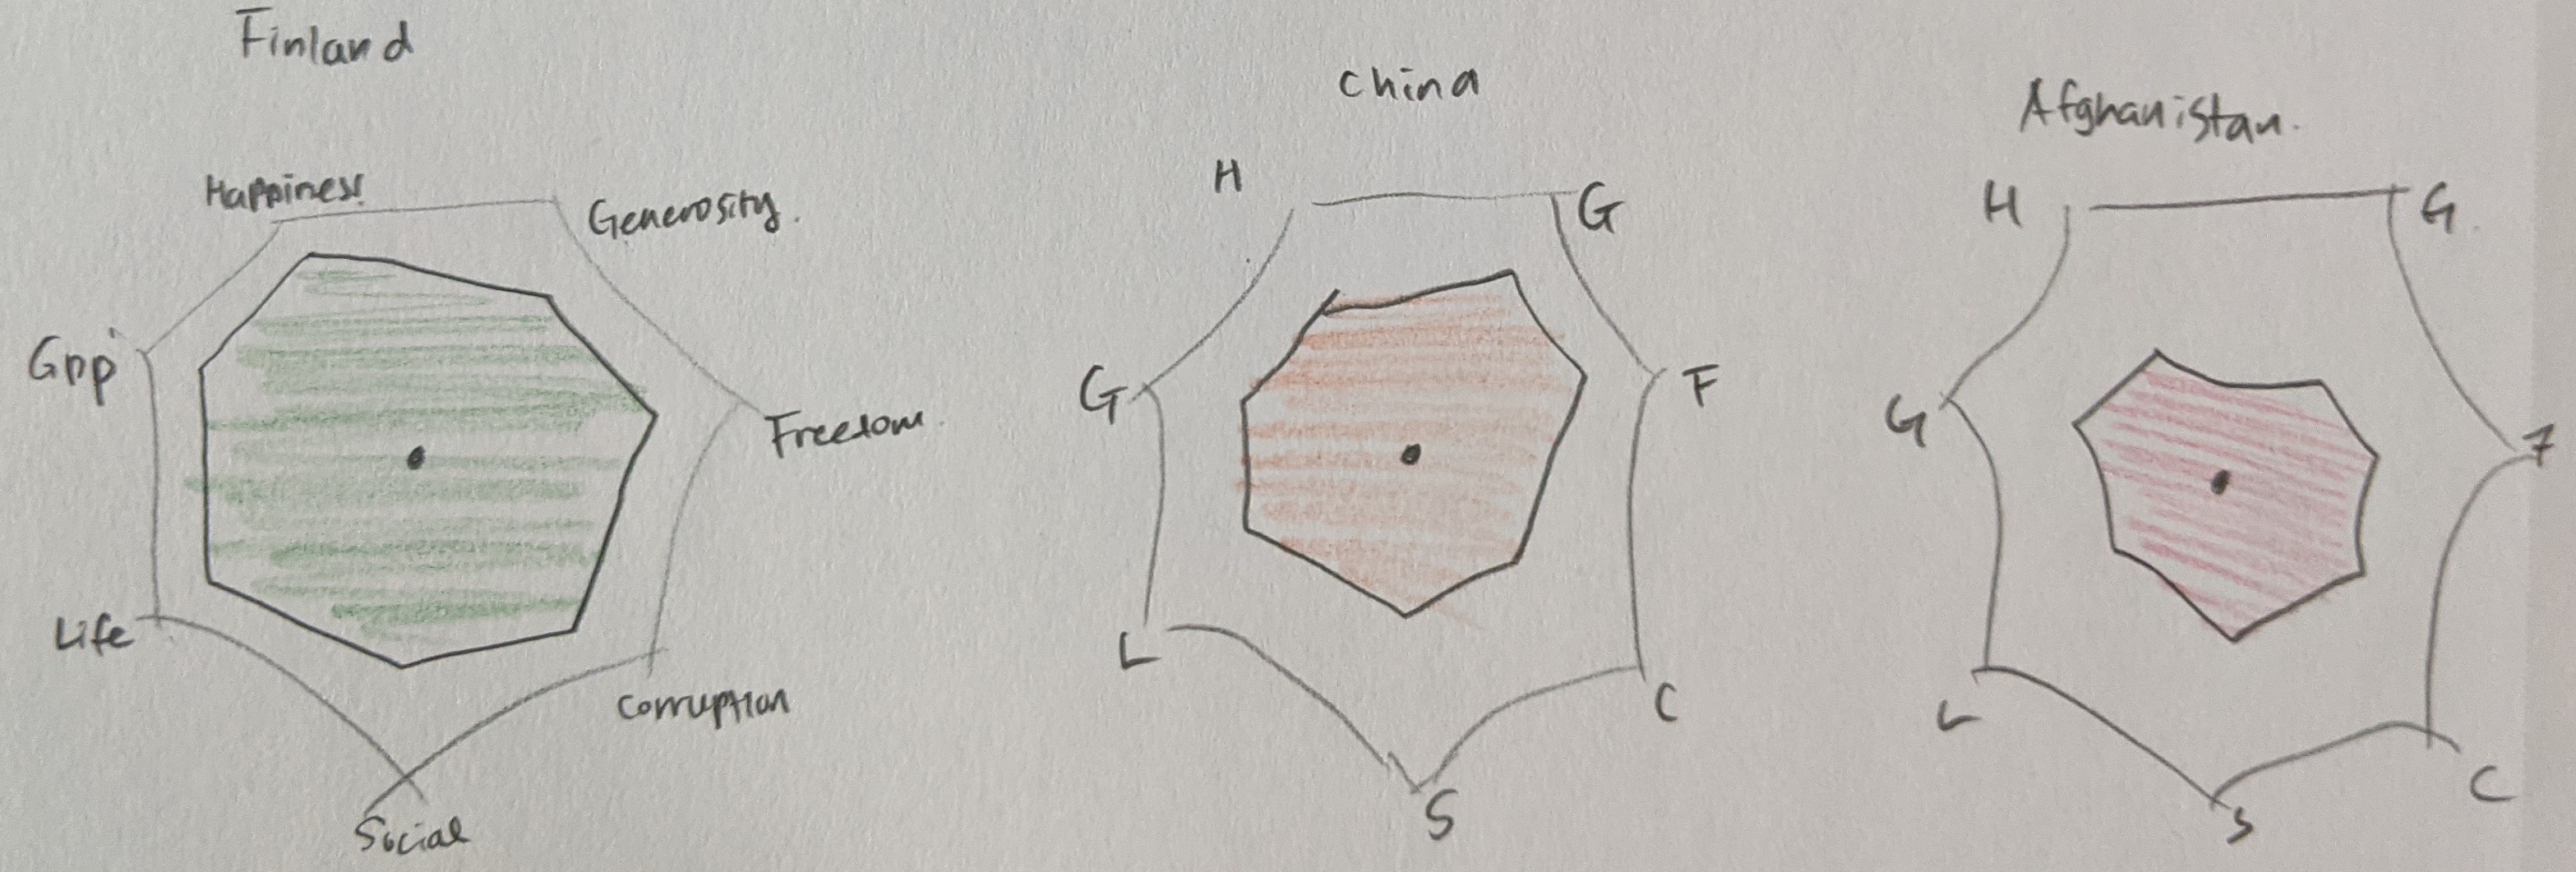 Finland
Happiness
Generosity.
GDP
Freedom.
Life
Corruption
Social
China
H
G
G
F
L
C
S
Afghanistan.
H
G.
G
F
L
C
S